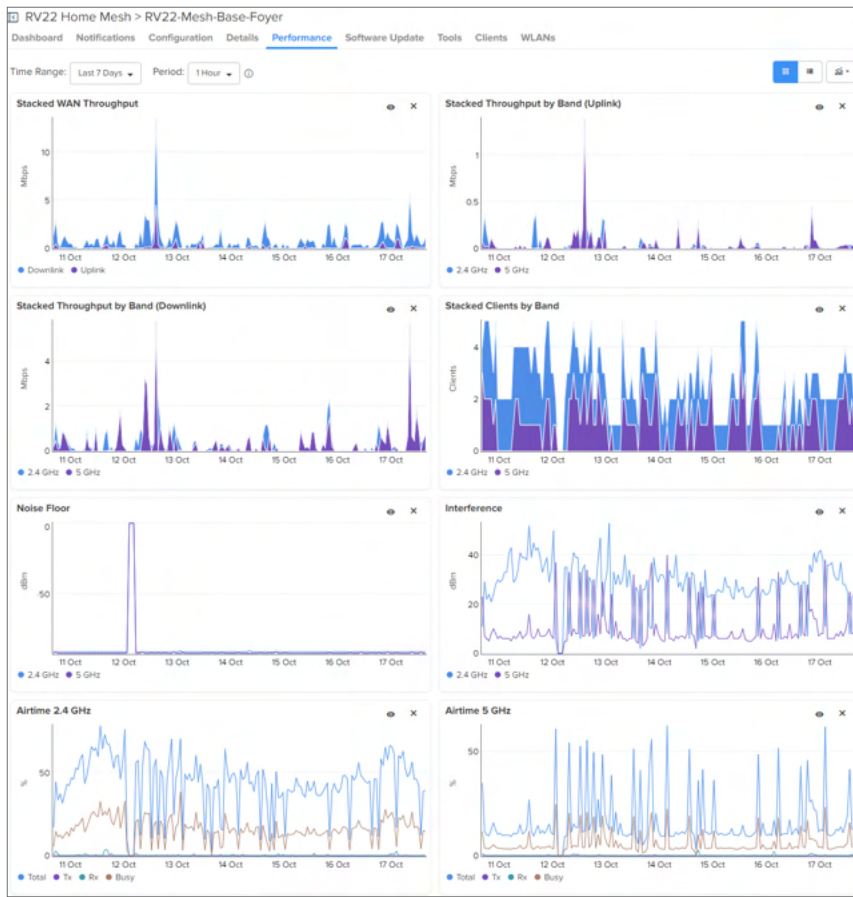 RV22 Home Mesh > RV22-Mesh-Base-Foyer
Dashboard Notifications Configuration Details Performance Software Update Tools Clients WLANs
Time Range: Last 7 Days Period: 1 Hour
Stacked WAN Throughput
Mbps
10
5
0
11 Oct 12 Oct 13 Oct 14 Oct 15 Oct 16 Oct 17 Oct
Downlink Uplink
Stacked Throughput by Band (Uplink)
Mbps
1
0.5
0
11 Oct 12 Oct 13 Oct 14 Oct 15 Oct 16 Oct 17 Oct
2.4 GHz 5 GHz
Stacked Throughput by Band (Downlink)
Mbps
4
2
0
11 Oct 12 Oct 13 Oct 14 Oct 15 Oct 16 Oct 17 Oct
2.4 GHz 5 GHz
Stacked Clients by Band
Clients
4
2
0
11 Oct 12 Oct 13 Oct 14 Oct 15 Oct 16 Oct 17 Oct
2.4 GHz 5 GHz
Noise Floor
dBm
0
50
11 Oct 12 Oct 13 Oct 14 Oct 15 Oct 16 Oct 17 Oct
2.4 GHz 5 GHz
Interference
dBm
40
20
0
11 Oct 12 Oct 13 Oct 14 Oct 15 Oct 16 Oct 17 Oct
2.4 GHz 5 GHz
Airtime 2.4 GHz
%
50
0
11 Oct 12 Oct 13 Oct 14 Oct 15 Oct 16 Oct 17 Oct
Total Tx Rx Busy
Airtime 5 GHz
%
50
0
11 Oct 12 Oct 13 Oct 14 Oct 15 Oct 16 Oct 17 Oct
Total Tx Rx Busy